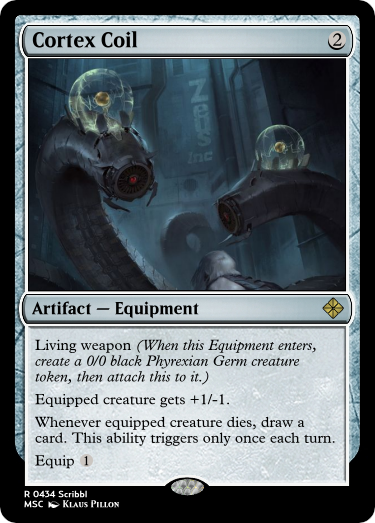 Cortex Coil 2
Zeus
Inc
Artifact — Equipment
Living weapon (When this Equipment enters,
create a 0/0 black Phyrexian Germ creature
token, then attach this to it.)
Equipped creature gets +1/-1.
Whenever equipped creature dies, draw a
card. This ability triggers only once each turn.
Equip 1
R 0434 Scribbl
MSC Klaus Pillon